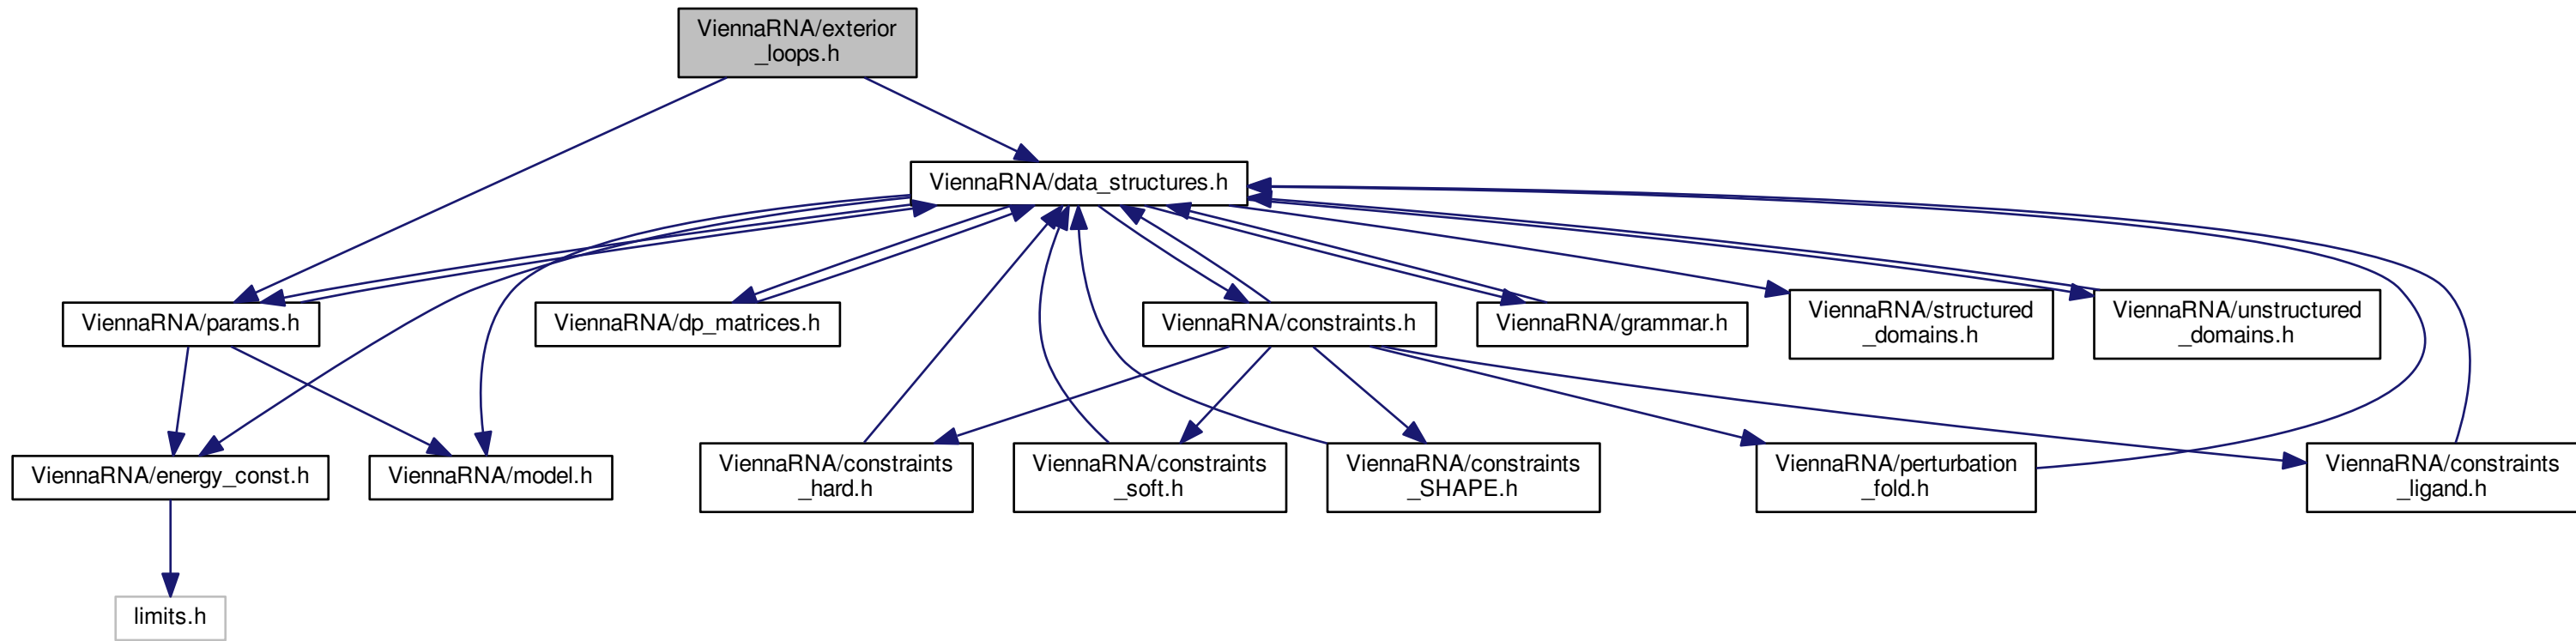 ViennaRNA/exterior
_loops.h
ViennaRNA/data_structures.h
ViennaRNA/params.h
ViennaRNA/dp_matrices.h
ViennaRNA/constraints.h
ViennaRNA/grammar.h
ViennaRNA/structured
_domains.h
ViennaRNA/unstructured
_domains.h
ViennaRNA/energy_const.h
ViennaRNA/model.h
ViennaRNA/constraints
_hard.h
ViennaRNA/constraints
_soft.h
ViennaRNA/constraints
_SHAPE.h
ViennaRNA/perturbation
_fold.h
ViennaRNA/constraints
_ligand.h
limits.h